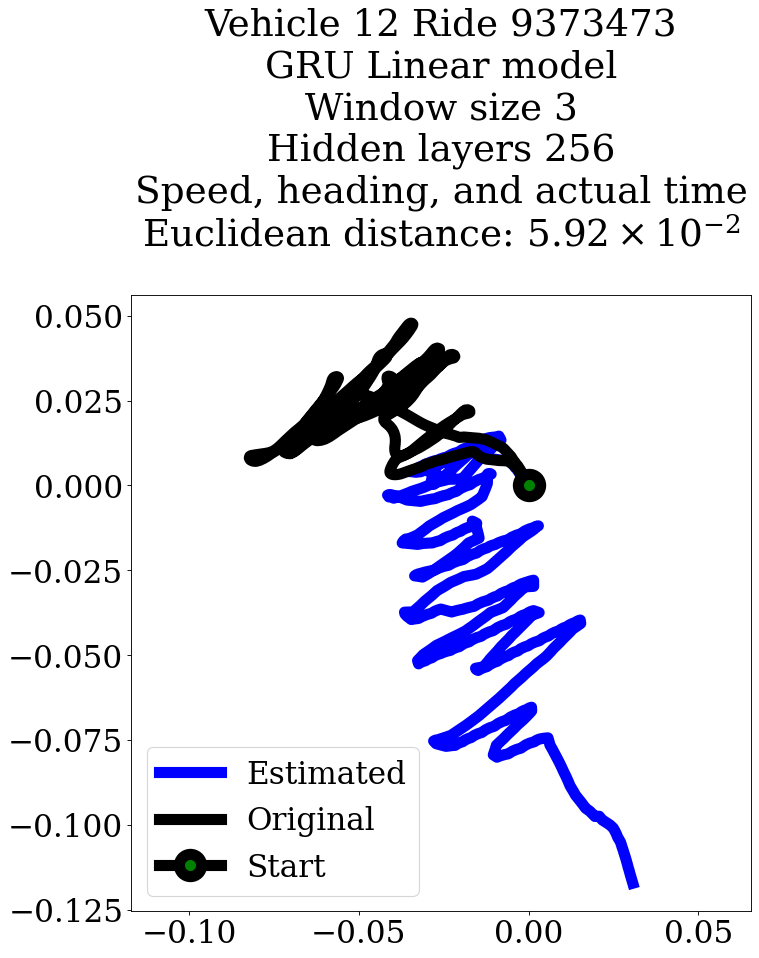 Vehicle 12 Ride 9373473
GRU Linear model
Window size 3
Hidden layers 256
Speed, heading, and actual time
Euclidean distance: 5.92 × 10⁻²
0.050
0.025
0.000
−0.025
−0.050
−0.075
−0.100
−0.125
Estimated
Original
Start
−0.10
−0.05
0.00
0.05